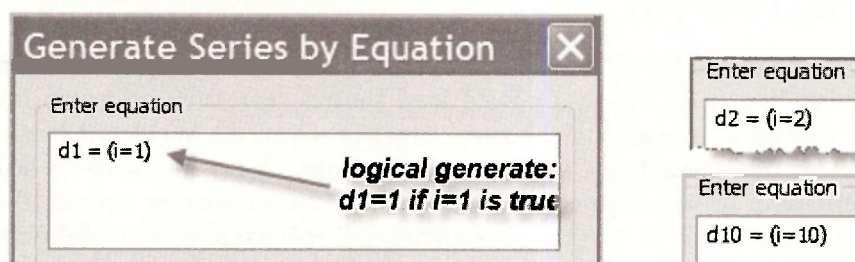 Generate Series by Equation
Enter equation
d1 = (i=1)
logical generate:
d1=1 if i=1 is true
Enter equation
d2 = (i=2)
Enter equation
d10 = (i=10)